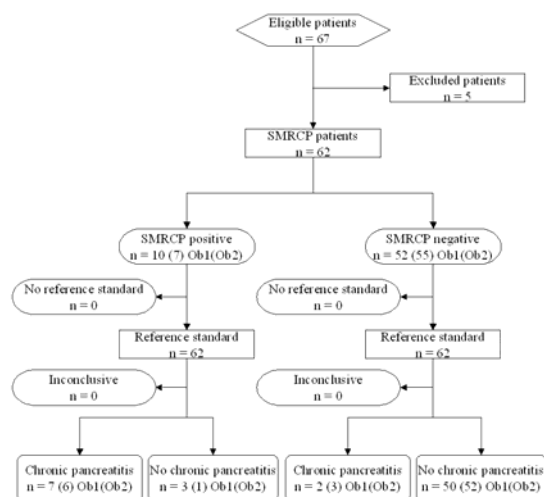 Eligible patients
n = 67
Excluded patients
n = 5
SMRCP patients
n = 62
SMRCP positive
n = 10 (7) Ob1(Ob2)
SMRCP negative
n = 52 (55) Ob1(Ob2)
No reference standard
n = 0
No reference standard
n = 0
Reference standard
n = 62
Reference standard
n = 62
Inconclusive
n = 0
Inconclusive
n = 0
Chronic pancreatitis
n = 7 (6) Ob1(Ob2)
No chronic pancreatitis
n = 3 (1) Ob1(Ob2)
Chronic pancreatitis
n = 2 (3) Ob1(Ob2)
No chronic pancreatitis
n = 50 (52) Ob1(Ob2)